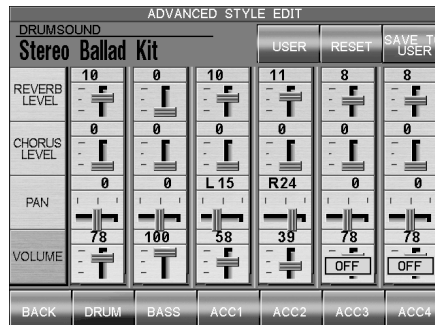 ADVANCED STYLE EDIT
DRUMSOUND
Stereo Ballad Kit
USER RESET SAVE TO USER
10 0 10 11 8 8
REVERB LEVEL
0 0 0 0 0 0
CHORUS LEVEL
0 0 L15 R24 0 0
PAN
78 100 58 39 78 78
VOLUME
OFF OFF
BACK DRUM BASS ACC1 ACC2 ACC3 ACC4